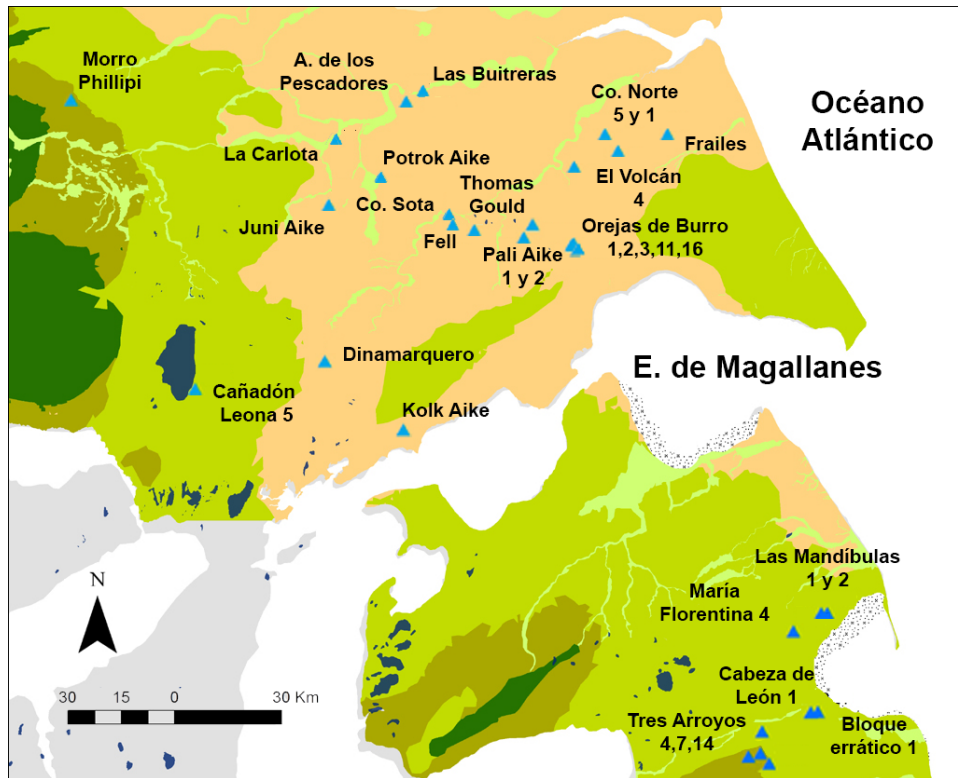 Morro
Phillipi
A. de los
Pescadores
Las Buitreras
Co. Norte
5 y 1
Océano
Atlántico
La Carlota
Frailes
Potrok Aike
El Volcán
4
Thomas
Gould
Juni Aike
Co. Sota
Fell
Pali Aike
1 y 2
Orejas de Burro
1,2,3,11,16
Dinamarquero
E. de Magallanes
Cañadón
Leona 5
Kolk Aike
Las Mandíbulas
1 y 2
María
Florentina 4
N
Cabeza de
León 1
30 15 0 30 Km
Tres Arroyos
4,7,14
Bloque
errático 1